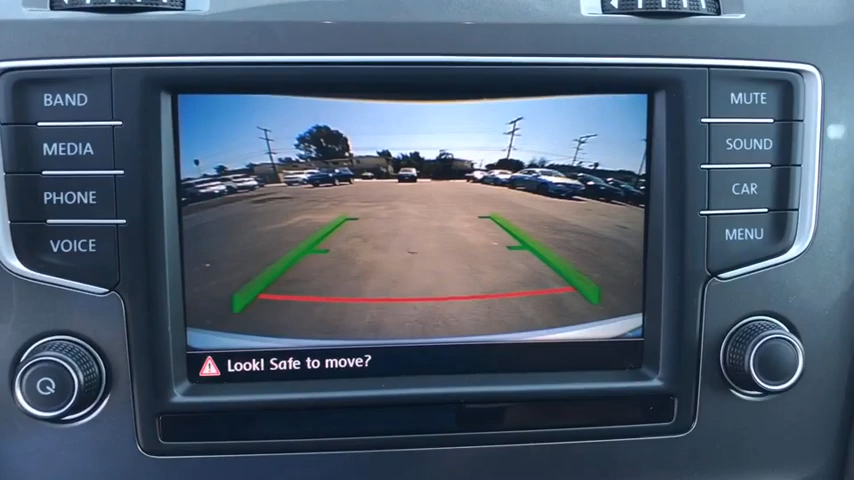 BAND
MEDIA
PHONE
VOICE
MUTE
SOUND
CAR
MENU
Look! Safe to move?